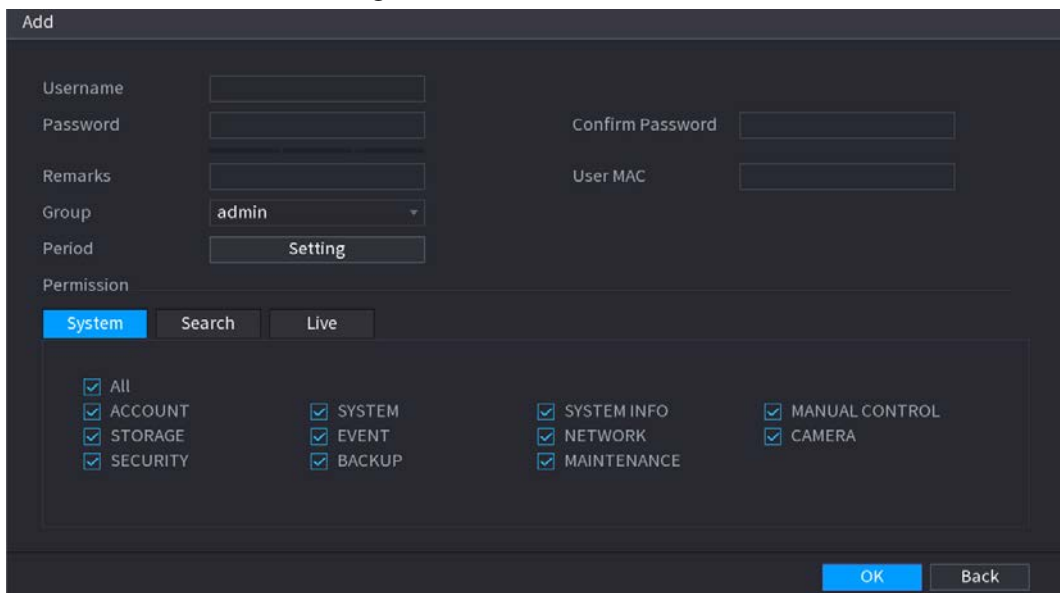 Add
Username
Password Confirm Password
Remarks User MAC
Group admin
Period Setting
Permission
System Search Live
All
ACCOUNT SYSTEM SYSTEM INFO MANUAL CONTROL
STORAGE EVENT NETWORK CAMERA
SECURITY BACKUP MAINTENANCE
OK Back